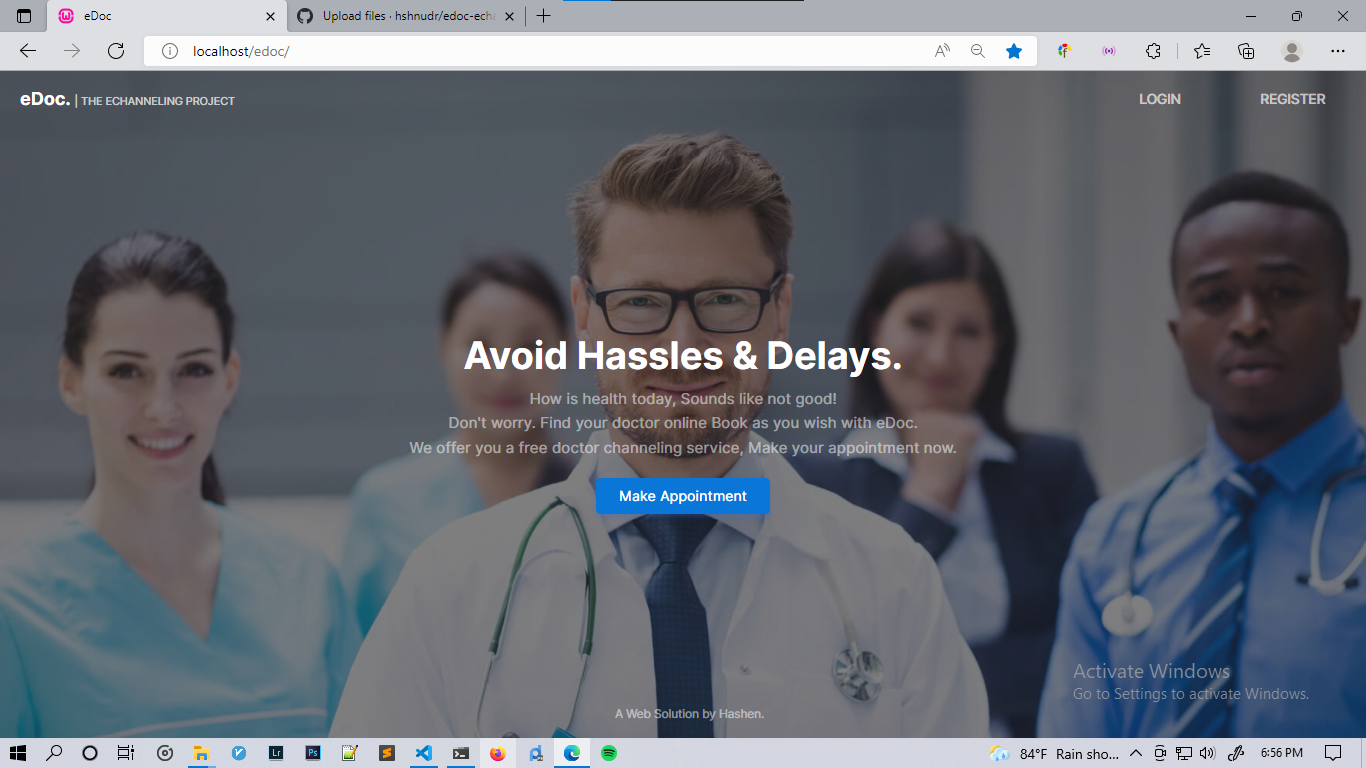 eDoc
Upload files · hshnudr/edoc-echa
localhost/edoc/
eDoc. | THE ECHANNELING PROJECT
LOGIN
REGISTER
Avoid Hassles & Delays.
How is health today, Sounds like not good!
Don't worry. Find your doctor online Book as you wish with eDoc.
We offer you a free doctor channeling service, Make your appointment now.
Make Appointment
Activate Windows
Go to Settings to activate Windows.
A Web Solution by Hashen.
Lr
Ps
84°F Rain sho...
6:56 PM